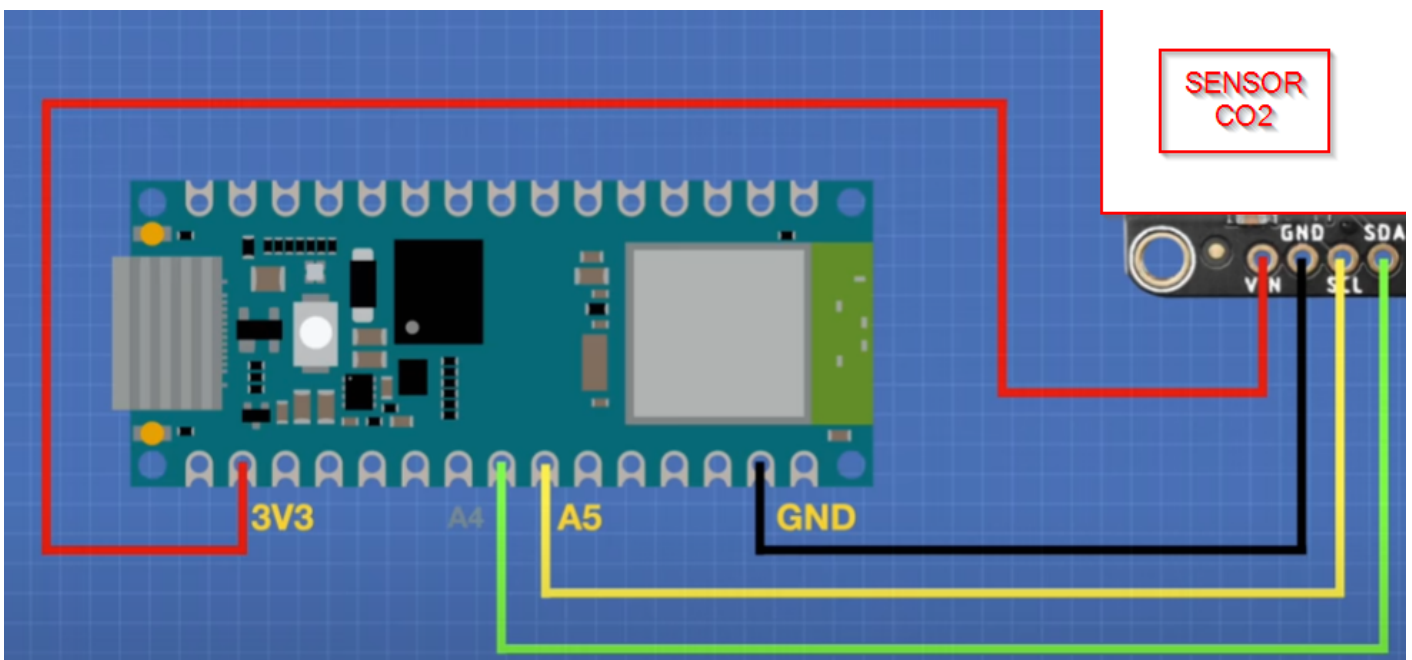 SENSOR
CO2
GND
SDA
VIN
SCL
3V3
A4
A5
GND